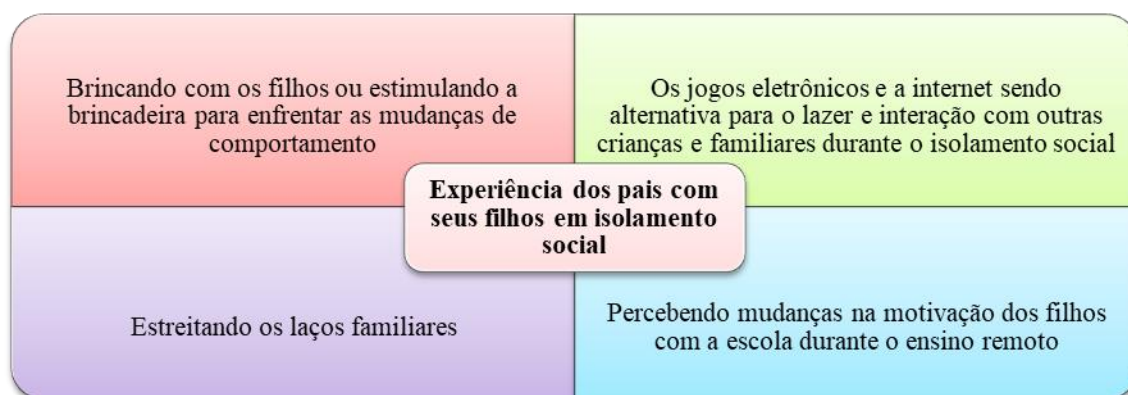 Brincando com os filhos ou estimulando a
brincadeira para enfrentar as mudanças de
comportamento
Os jogos eletrônicos e a internet sendo
alternativa para o lazer e interação com outras
crianças e familiares durante o isolamento social
Experiência dos pais com
seus filhos em isolamento
social
Estreitando os laços familiares
Percebendo mudanças na motivação dos filhos
com a escola durante o ensino remoto